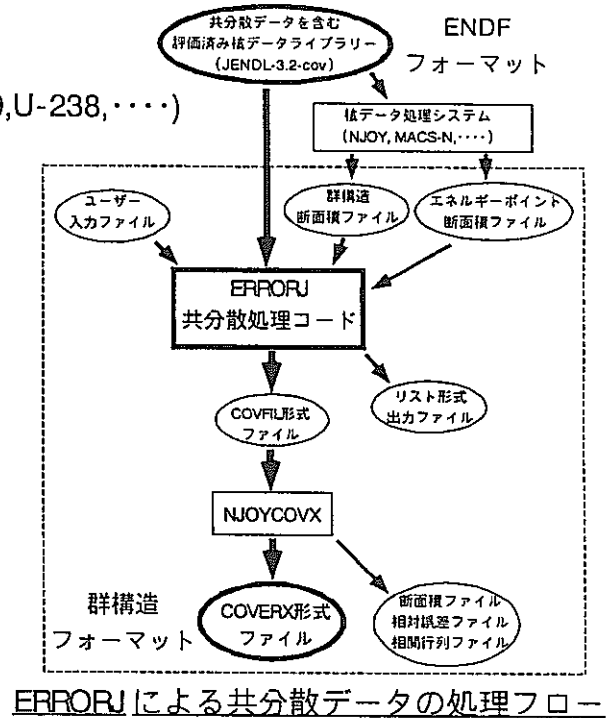 共分散データを含む
評価済み核データライブラリー
(JENDL-3.2-cov)
ENDF
フォーマット
9,U-238,････)
核データ処理システム
(NJOY, MACS-N,････)
ユーザー
入力ファイル
群構造
断面積ファイル
エネルギーポイント
断面積ファイル
ERRORJ
共分散処理コード
COVFIL形式
ファイル
リスト形式
出力ファイル
NJOYCOVX
群構造
フォーマット
COVERX形式
ファイル
断面積ファイル
相対誤差ファイル
相関行列ファイル
ERRORJによる共分散データの処理フロー